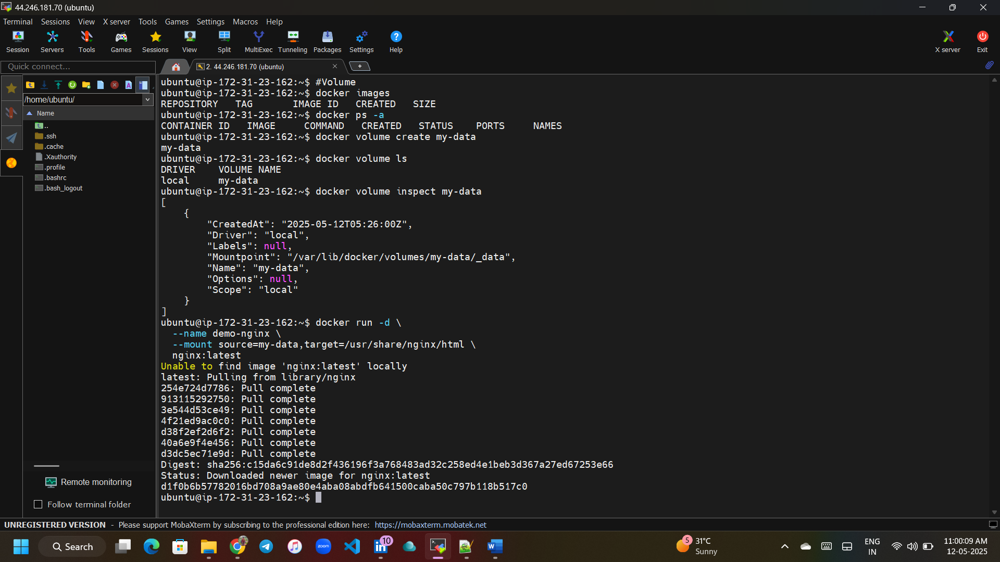 44.246.181.70 (ubuntu)
Terminal Sessions View X server Tools Games Settings Macros Help
Session Servers Tools Games Sessions View Split MultiExec Tunneling Packages Settings Help X server Exit
Quick connect...
2. 44.246.181.70 (ubuntu)
/home/ubuntu/
Name
..
.ssh
.cache
.Xauthority
.profile
.bashrc
.bash_logout
Remote monitoring
Follow terminal folder
ubuntu@ip-172-31-23-162:~$ #Volume
ubuntu@ip-172-31-23-162:~$ docker images
REPOSITORY   TAG       IMAGE ID   CREATED   SIZE
ubuntu@ip-172-31-23-162:~$ docker ps -a
CONTAINER ID   IMAGE     COMMAND   CREATED   STATUS    PORTS     NAMES
ubuntu@ip-172-31-23-162:~$ docker volume create my-data
my-data
ubuntu@ip-172-31-23-162:~$ docker volume ls
DRIVER    VOLUME NAME
local     my-data
ubuntu@ip-172-31-23-162:~$ docker volume inspect my-data
[
    {
        "CreatedAt": "2025-05-12T05:26:00Z",
        "Driver": "local",
        "Labels": null,
        "Mountpoint": "/var/lib/docker/volumes/my-data/_data",
        "Name": "my-data",
        "Options": null,
        "Scope": "local"
    }
]
ubuntu@ip-172-31-23-162:~$ docker run -d \
  --name demo-nginx \
  --mount source=my-data,target=/usr/share/nginx/html \
  nginx:latest
Unable to find image 'nginx:latest' locally
latest: Pulling from library/nginx
254e724d7786: Pull complete
913115292750: Pull complete
3e544d53ce49: Pull complete
4f21ed9ac0c0: Pull complete
d38f2ef2d6f2: Pull complete
40a6e9f4e456: Pull complete
d3dc5ec71e9d: Pull complete
Digest: sha256:c15da6c91de8d2f436196f3a768483ad32c258ed4e1beb3d367a27ed67253e66
Status: Downloaded newer image for nginx:latest
d1f0b6b57782016bd708a9ae80e4aba08abdfb641500caba50c797b118b517c0
ubuntu@ip-172-31-23-162:~$
UNREGISTERED VERSION - Please support MobaXterm by subscribing to the professional edition here: https://mobaxterm.mobatek.net
Search
zoom
10
5
31°C
Sunny
ENG
IN
11:00:09 AM
12-05-2025